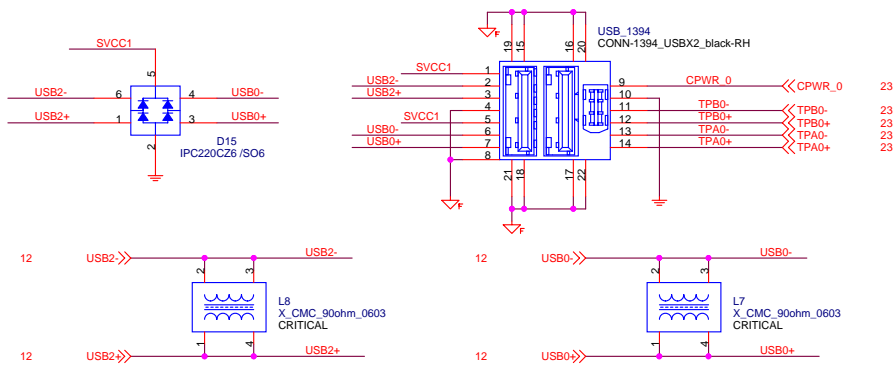 SVCC1
5
USB2-
6
4
USB0-
USB2+
1
3
USB0+
2
D15
IPC220CZ6 /SO6
F
19
15
16
20
USB_1394
CONN-1394_USBX2_black-RH
SVCC1
1
USB2-
2
USB2+
3
4
SVCC1
5
USB0-
6
USB0+
7
8
9
CPWR_0
CPWR_0
23
10
11
TPB0-
TPB0-
23
12
TPB0+
TPB0+
23
13
TPA0-
TPA0-
23
14
TPA0+
TPA0+
23
21
18
17
22
F
F
12
USB2-
USB2-
2
3
L8
X_CMC_90ohm_0603
CRITICAL
1
4
12
USB2+
USB2+
12
USB0-
USB0-
2
3
L7
X_CMC_90ohm_0603
CRITICAL
1
4
12
USB0+
USB0+